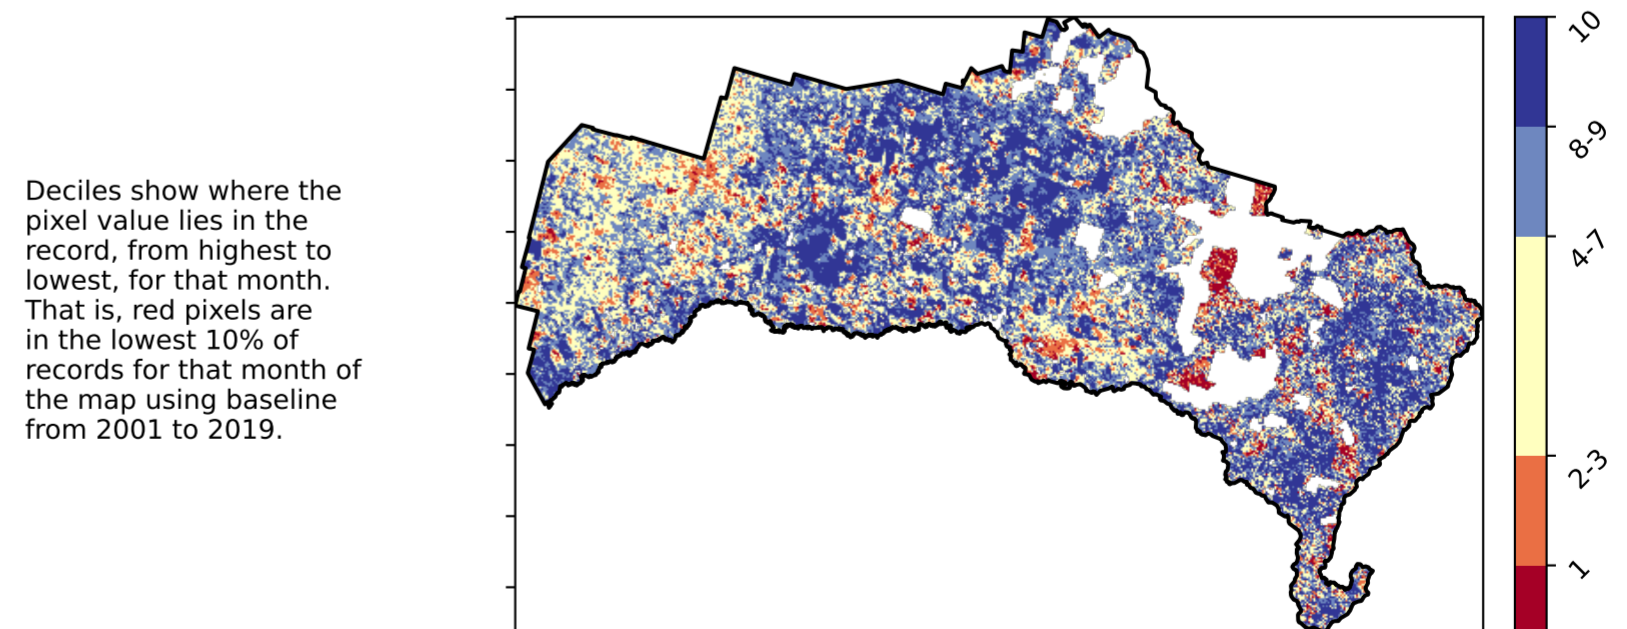 Deciles show where the
pixel value lies in the
record, from highest to
lowest, for that month.
That is, red pixels are
in the lowest 10% of
records for that month of
the map using baseline
from 2001 to 2019.
10
8-9
4-7
2-3
1